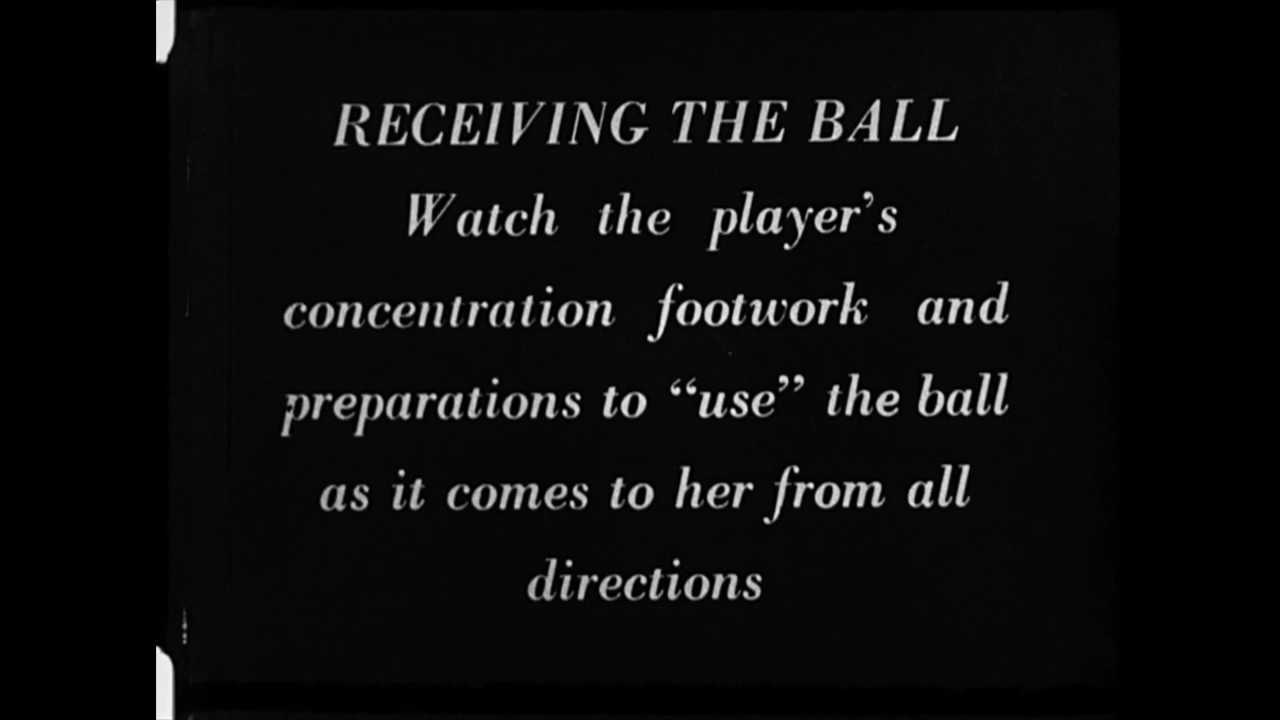 RECEIVING THE BALL
Watch the player’s
concentration footwork and
preparations to “use” the ball
as it comes to her from all
directions